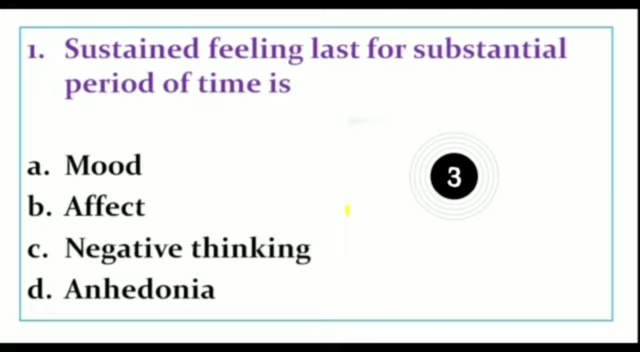 1. Sustained feeling last for substantial
period of time is
a. Mood
3
b. Affect
c. Negative thinking
d. Anhedonia